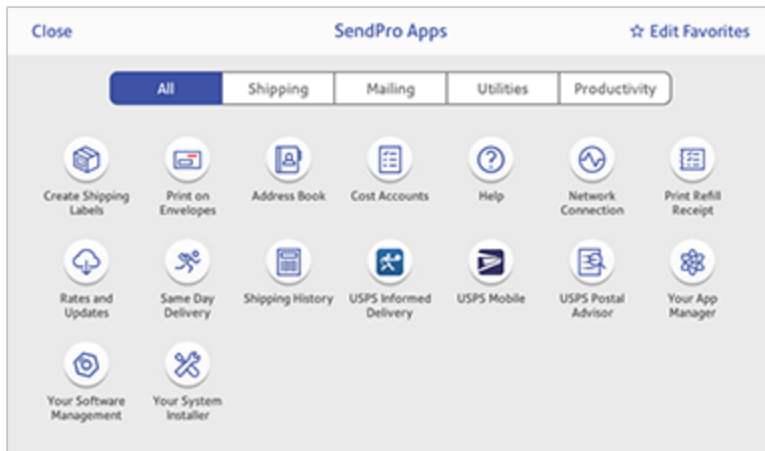 Close SendPro Apps ☆ Edit Favorites
All Shipping Mailing Utilities Productivity
Create Shipping Labels
Print on Envelopes
Address Book
Cost Accounts
Help
Network Connection
Print Refill Receipt
Rates and Updates
Same Day Delivery
Shipping History
USPS Informed Delivery
USPS Mobile
USPS Postal Advisor
Your App Manager
Your Software Management
Your System Installer